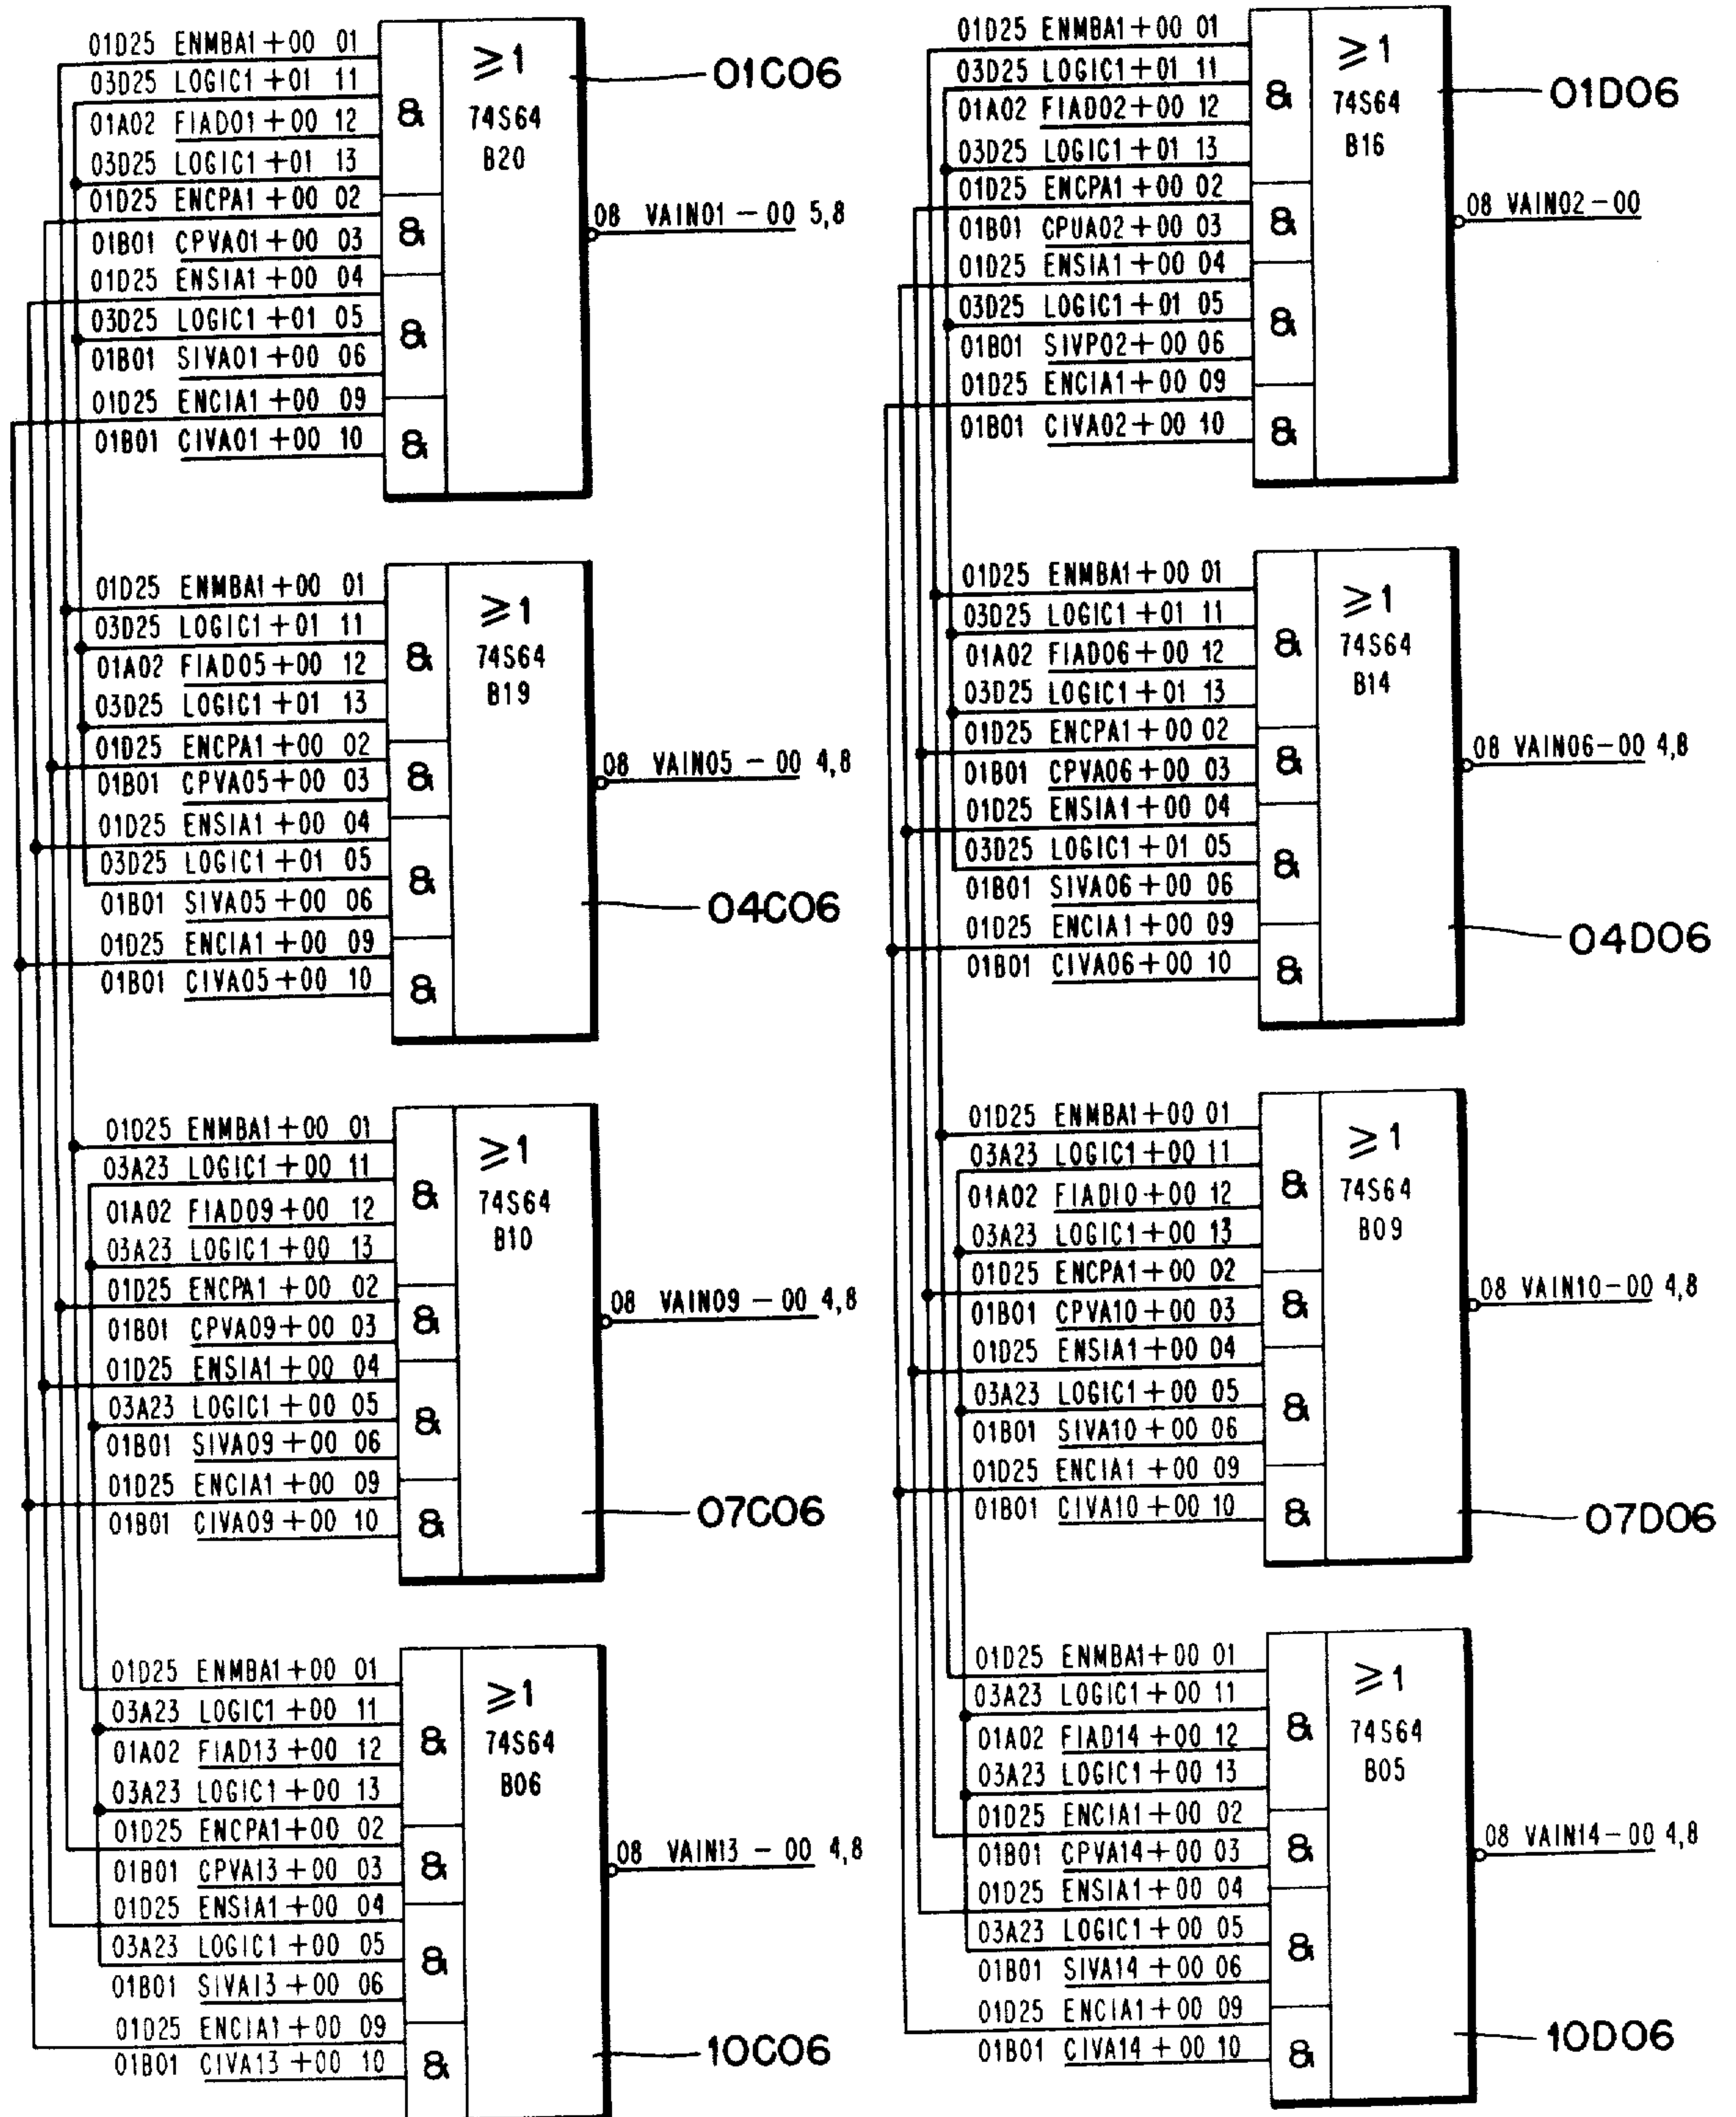 01D25 ENMBA1+00 01
03D25 LOGIC1+01 11
01A02 FIAD01+00 12
03D25 LOGIC1+01 13
01D25 ENCPA1+00 02
01B01 CPVA01+00 03
01D25 ENSIA1+00 04
03D25 LOGIC1+01 05
01B01 SIVA01+00 06
01D25 ENCIA1+00 09
01B01 CIVA01+00 10
& & & &
≥1
74S64
B20
01C06
08 VAIN01-00 5,8
01D25 ENMBA1+00 01
03D25 LOGIC1+01 11
01A02 FIAD02+00 12
03D25 LOGIC1+01 13
01D25 ENCPA1+00 02
01B01 CPUA02+00 03
01D25 ENSIA1+00 04
03D25 LOGIC1+01 05
01B01 SIVP02+00 06
01D25 ENCIA1+00 09
01B01 CIVA02+00 10
& & & &
≥1
74S64
B16
01D06
08 VAIN02-00
01D25 ENMBA1+00 01
03D25 LOGIC1+01 11
01A02 FIAD05+00 12
03D25 LOGIC1+01 13
01D25 ENCPA1+00 02
01B01 CPVA05+00 03
01D25 ENSIA1+00 04
03D25 LOGIC1+01 05
01B01 SIVA05+00 06
01D25 ENCIA1+00 09
01B01 CIVA05+00 10
& & & &
≥1
74S64
B19
08 VAIN05-00 4,8
04C06
01D25 ENMBA1+00 01
03D25 LOGIC1+01 11
01A02 FIAD06+00 12
03D25 LOGIC1+01 13
01D25 ENCPA1+00 02
01B01 CPVA06+00 03
01D25 ENSIA1+00 04
03D25 LOGIC1+01 05
01B01 SIVA06+00 06
01D25 ENCIA1+00 09
01B01 CIVA06+00 10
& & & &
≥1
74S64
B14
08 VAIN06-00 4,8
04D06
01D25 ENMBA1+00 01
03A23 LOGIC1+00 11
01A02 FIAD09+00 12
03A23 LOGIC1+00 13
01D25 ENCPA1+00 02
01B01 CPVA09+00 03
01D25 ENSIA1+00 04
03A23 LOGIC1+00 05
01B01 SIVA09+00 06
01D25 ENCIA1+00 09
01B01 CIVA09+00 10
& & & &
≥1
74S64
B10
08 VAIN09-00 4,8
07C06
01D25 ENMBA1+00 01
03A23 LOGIC1+00 11
01A02 FIAD10+00 12
03A23 LOGIC1+00 13
01D25 ENCPA1+00 02
01B01 CPVA10+00 03
01D25 ENSIA1+00 04
03A23 LOGIC1+00 05
01B01 SIVA10+00 06
01D25 ENCIA1+00 09
01B01 CIVA10+00 10
& & & &
≥1
74S64
B09
08 VAIN10-00 4,8
07D06
01D25 ENMBA1+00 01
03A23 LOGIC1+00 11
01A02 FIAD13+00 12
03A23 LOGIC1+00 13
01D25 ENCPA1+00 02
01B01 CPVA13+00 03
01D25 ENSIA1+00 04
03A23 LOGIC1+00 05
01B01 SIVA13+00 06
01D25 ENCIA1+00 09
01B01 CIVA13+00 10
& & & &
≥1
74S64
B06
08 VAIN13-00 4,8
10C06
01D25 ENMBA1+00 01
03A23 LOGIC1+00 11
01A02 FIAD14+00 12
03A23 LOGIC1+00 13
01D25 ENCIA1+00 02
01B01 CPVA14+00 03
01D25 ENSIA1+00 04
03A23 LOGIC1+00 05
01B01 SIVA14+00 06
01D25 ENCIA1+00 09
01B01 CIVA14+00 10
& & & &
≥1
74S64
B05
08 VAIN14-00 4,8
10D06